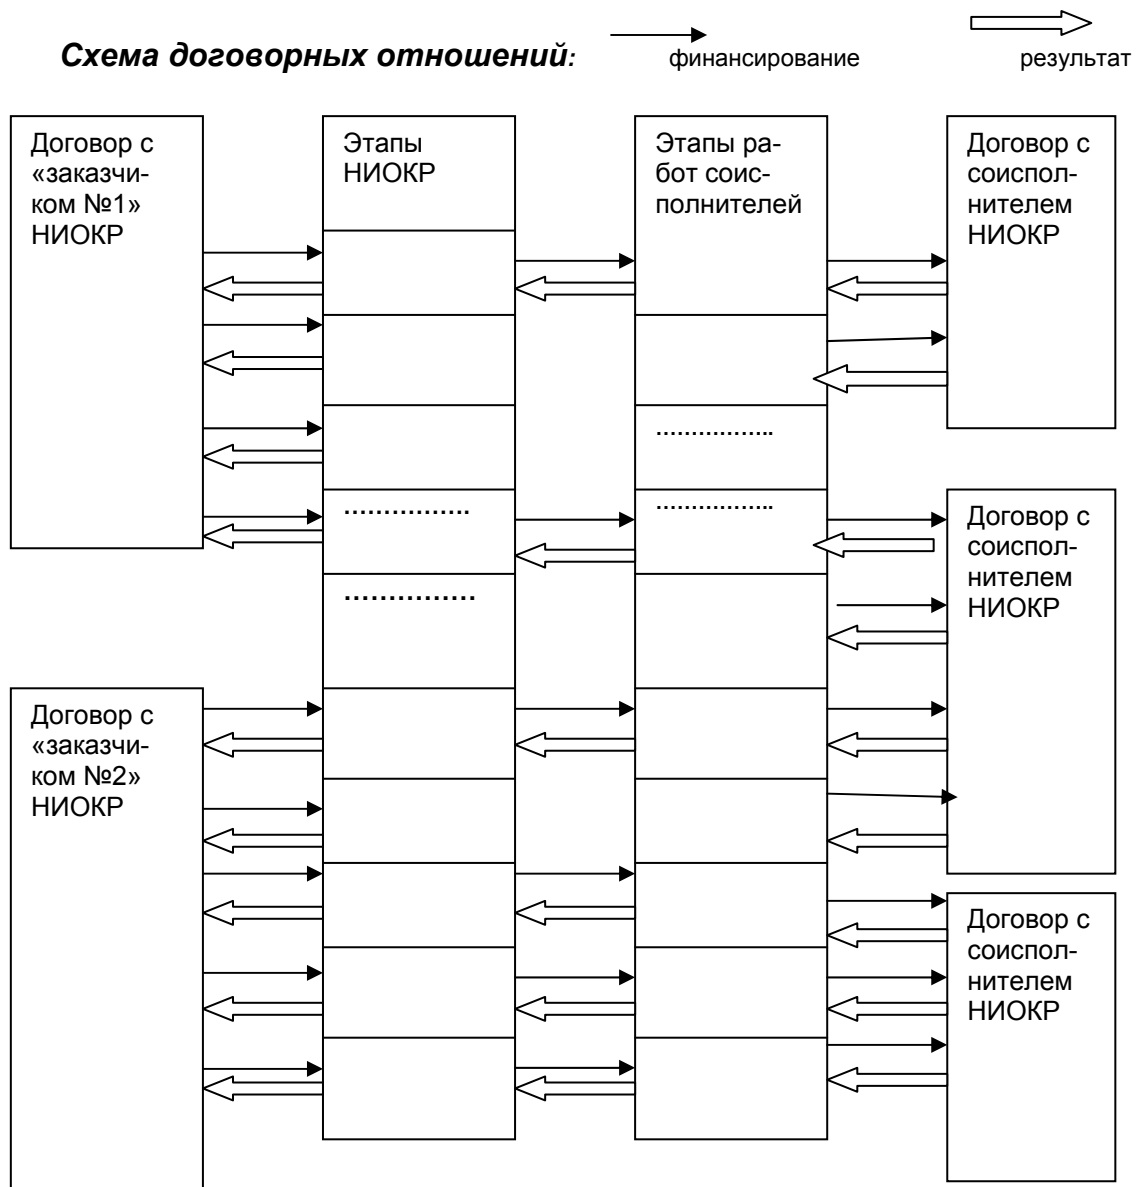 Схема договорных отношений:
финансирование
результат
Договор с
«заказчи-
ком №1»
НИОКР
Этапы
НИОКР
Этапы ра-
бот соис-
полнителей
Договор с
соиспол-
нителем
НИОКР
……………..
…………….
……………..
Договор с
соиспол-
нителем
НИОКР
……………
Договор с
«заказчи-
ком №2»
НИОКР
Договор с
соиспол-
нителем
НИОКР